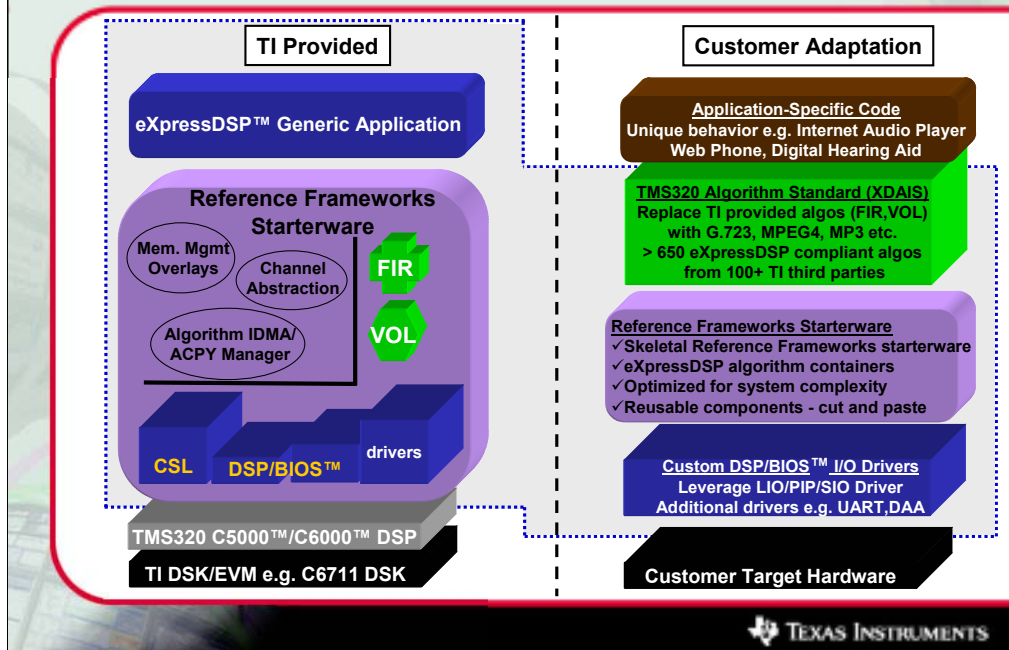 TI Provided
eXpressDSP™ Generic Application
Reference Frameworks
Starterware
Mem. Mgmt
Overlays
Channel
Abstraction
Algorithm IDMA/
ACPY Manager
FIR
VOL
CSL
DSP/BIOS™
drivers
TMS320 C5000™/C6000™ DSP
TI DSK/EVM e.g. C6711 DSK
Customer Adaptation
Application-Specific Code
Unique behavior e.g. Internet Audio Player
Web Phone, Digital Hearing Aid
TMS320 Algorithm Standard (XDAIS)
Replace TI provided algos (FIR,VOL)
with G.723, MPEG4, MP3 etc.
> 650 eXpressDSP compliant algos
from 100+ TI third parties
Reference Frameworks Starterware
✓Skeletal Reference Frameworks starterware
✓eXpressDSP algorithm containers
✓Optimized for system complexity
✓Reusable components - cut and paste
Custom DSP/BIOS™ I/O Drivers
Leverage LIO/PIP/SIO Driver
Additional drivers e.g. UART,DAA
Customer Target Hardware
TEXAS INSTRUMENTS